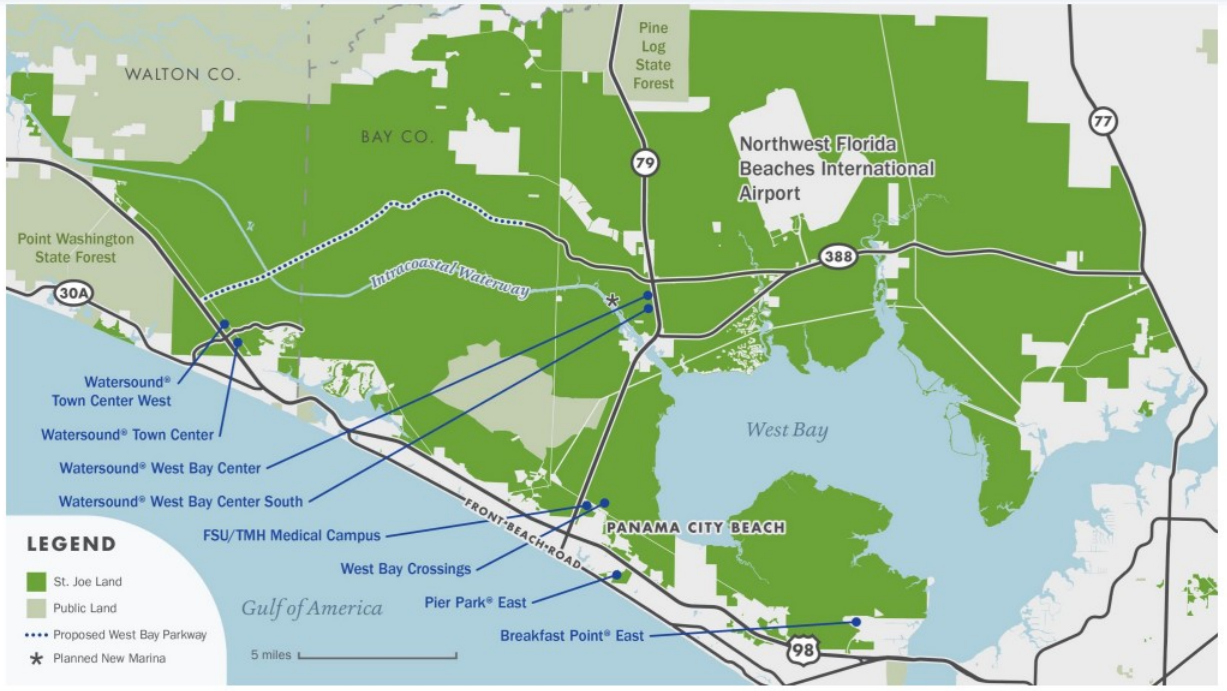 WALTON CO.
Pine
Log
State
Forest
BAY CO.
77
79
Northwest Florida
Beaches International
Airport
Point Washington
State Forest
388
30A
Intracoastal Waterway
Watersound®
Town Center West
Watersound® Town Center
West Bay
Watersound® West Bay Center
Watersound® West Bay Center South
FRONT BEACH ROAD
FSU/TMH Medical Campus
PANAMA CITY BEACH
West Bay Crossings
Pier Park® East
Breakfast Point® East
98
Gulf of America
LEGEND
St. Joe Land
Public Land
Proposed West Bay Parkway
Planned New Marina
5 miles